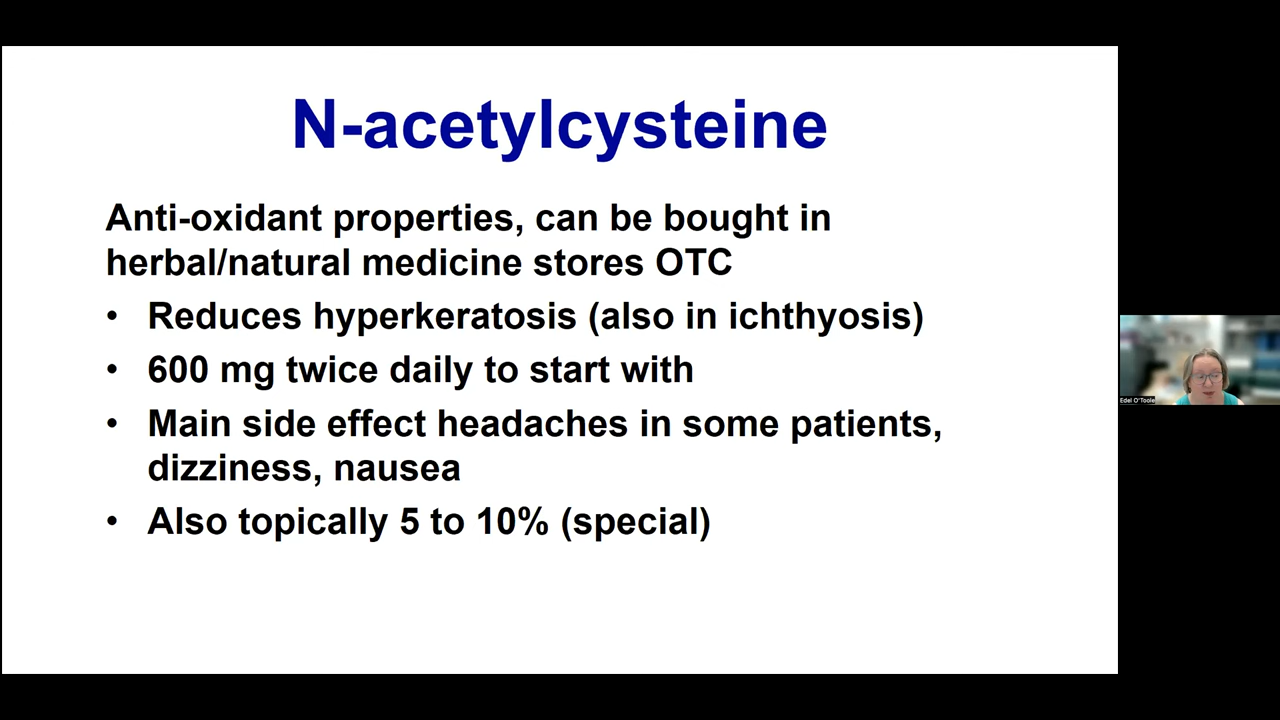 N-acetylcysteine
Anti-oxidant properties, can be bought in
herbal/natural medicine stores OTC
• Reduces hyperkeratosis (also in ichthyosis)
• 600 mg twice daily to start with
• Main side effect headaches in some patients,
dizziness, nausea
• Also topically 5 to 10% (special)
Edel O'Toole